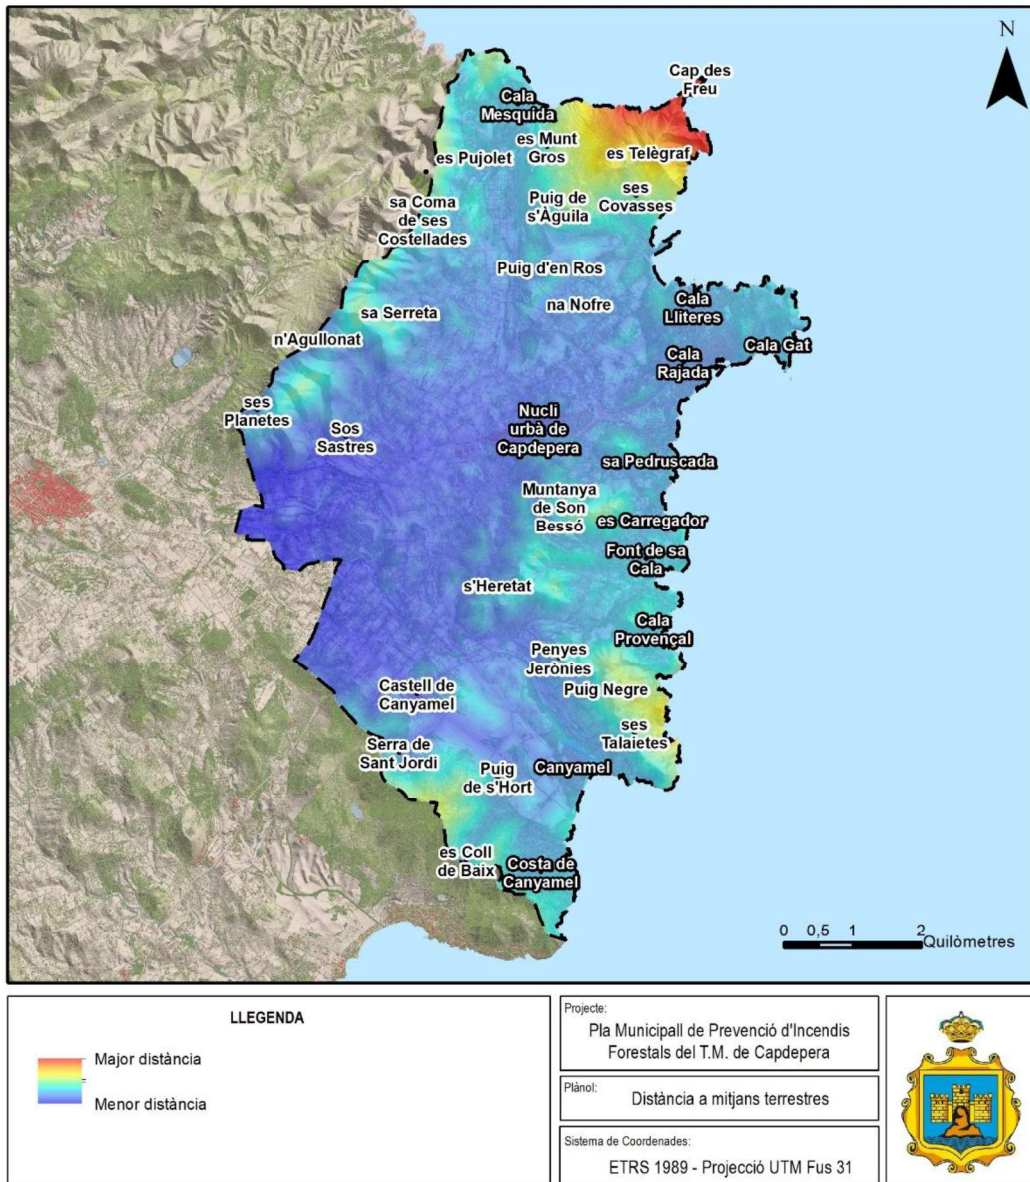 N
Cap des
Freu
Cala
Mesquida
es Munt
Gros
es Telègraf
es Pujolet
ses
Covasses
sa Coma
de ses
Costellades
Puig de
s'Àguila
Puig d'en Ros
na Nofre
Cala
Lliteres
sa Serreta
n'Agullonat
Cala Gat
Cala
Rajada
ses
Planetes
Sos
Sastres
Nucli
urbà de
Capdepera
sa Pedruscada
Muntanya
de Son
Bessó
es Carregador
Font de sa
Cala
s'Heretat
Cala
Provençal
Penyes
Jerònies
Castell de
Canyamel
Puig Negre
ses
Talaietes
Serra de
Sant Jordi
Puig
de s'Hort
Canyamel
es Coll
de Baix
Costa de
Canyamel
0 0,5 1 2
Quilòmetres
LLEGENDA
Major distància
Menor distància
Projecte:
Pla Municipall de Prevenció d'Incendis
Forestals del T.M. de Capdepera
Plànol:
Distància a mitjans terrestres
Sistema de Coordenades:
ETRS 1989 - Projecció UTM Fus 31